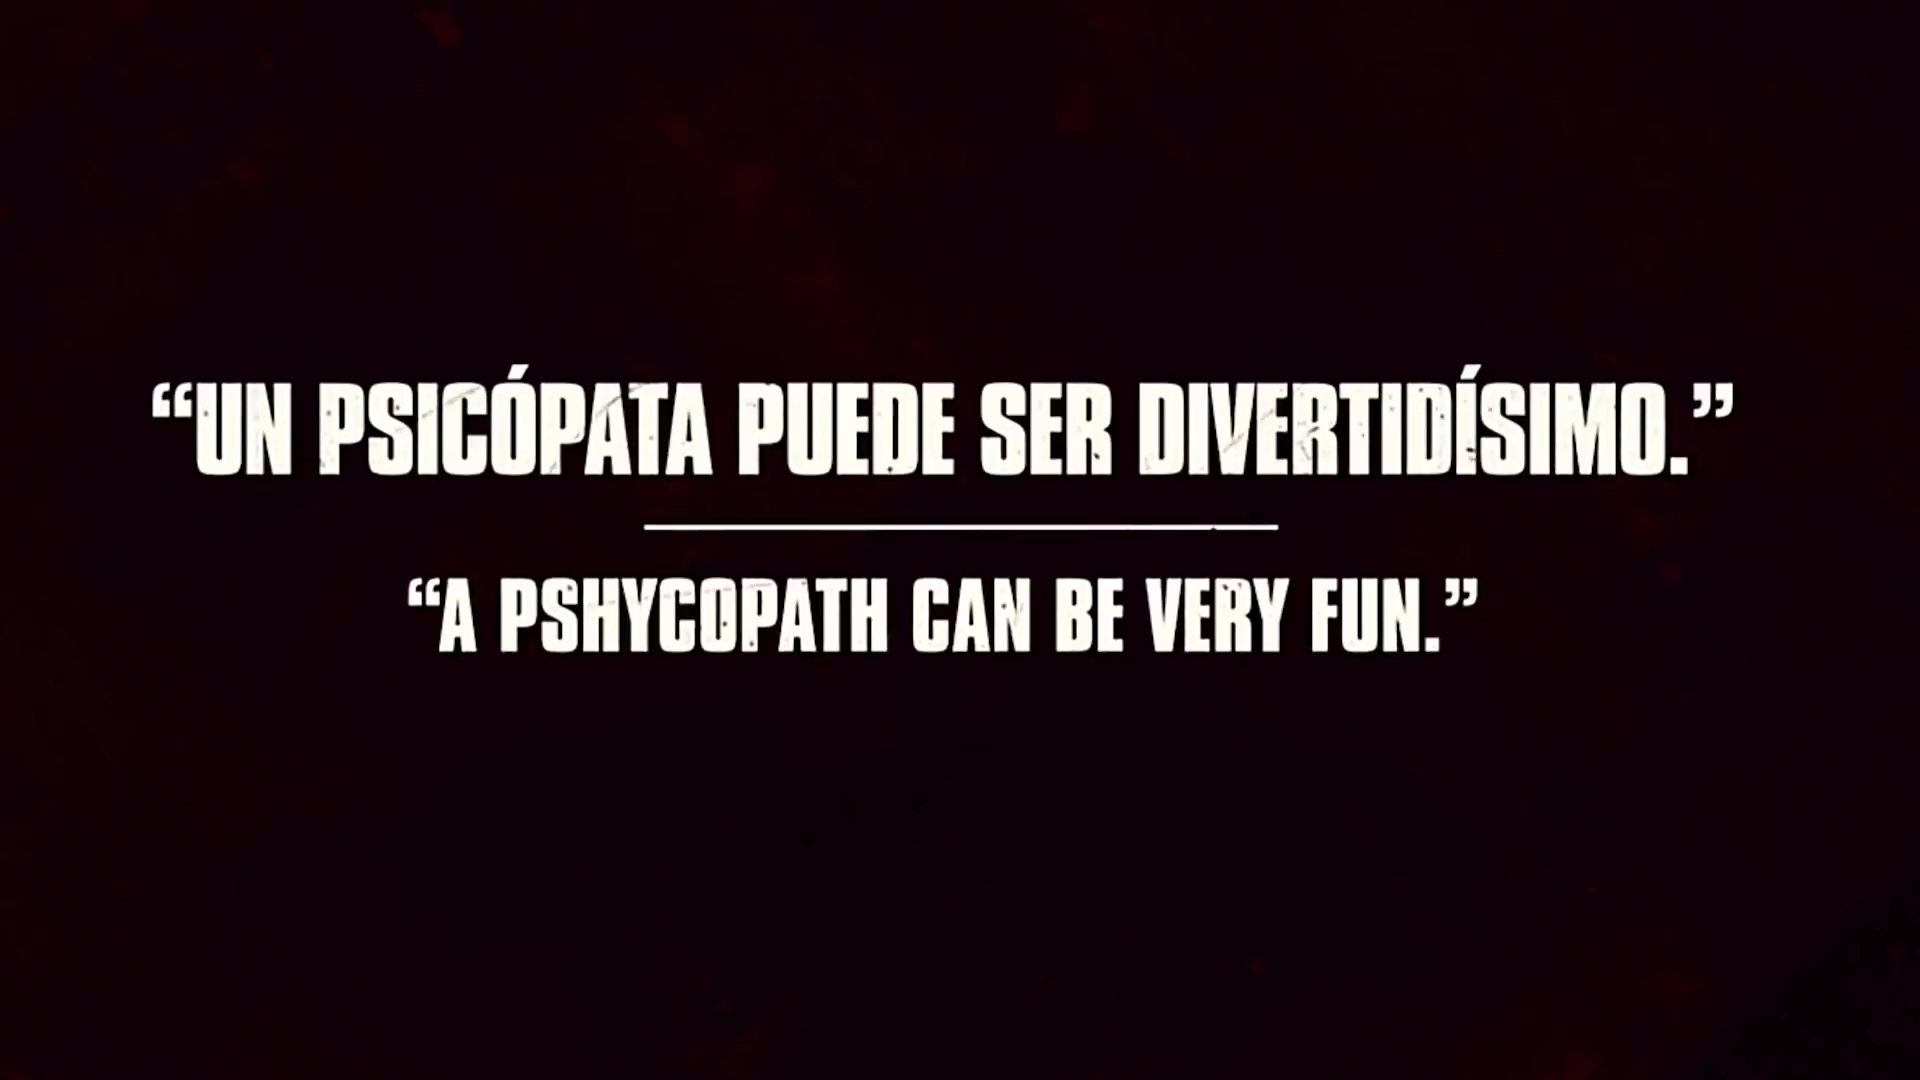 “UN PSICÓPATA PUEDE SER DIVERTIDÍSIMO.”
“A PSHYCOPATH CAN BE VERY FUN.”